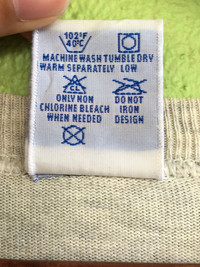 102°F
40°C
MACHINE WASH TUMBLE DRY
WARM SEPARATELY LOW
CL
ONLY NON DO NOT
CHLORINE BLEACH IRON
WHEN NEEDED DESIGN